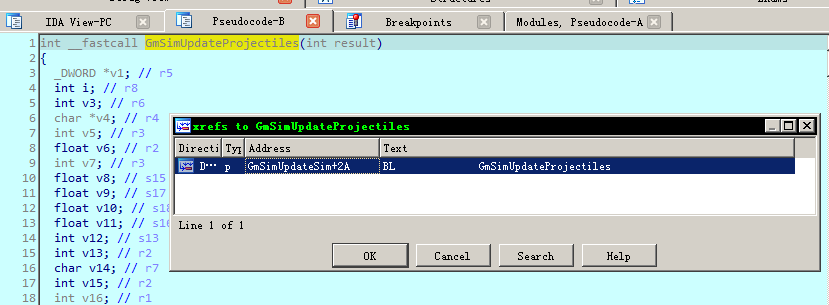 IDA View-PC Pseudocode-B Breakpoints Modules, Pseudocode-A
1 int __fastcall GmSimUpdateProjectiles(int result)
2 {
3 _DWORD *v1; // r5
4 int i; // r8
5 int v3; // r6
6 char *v4; // r4
7 int v5; // r3
8 float v6; // r2
9 int v7; // r3
10 float v8; // s15
11 float v9; // s17
12 float v10; // s18
13 float v11; // s16
14 int v12; // s13
15 int v13; // r2
16 char v14; // r7
17 int v15; // r2
18 int v16; // r1
xrefs to GmSimUpdateProjectiles
Directi Typ Address Text
D… p GmSimUpdateSim+2A BL GmSimUpdateProjectiles
Line 1 of 1
OK Cancel Search Help